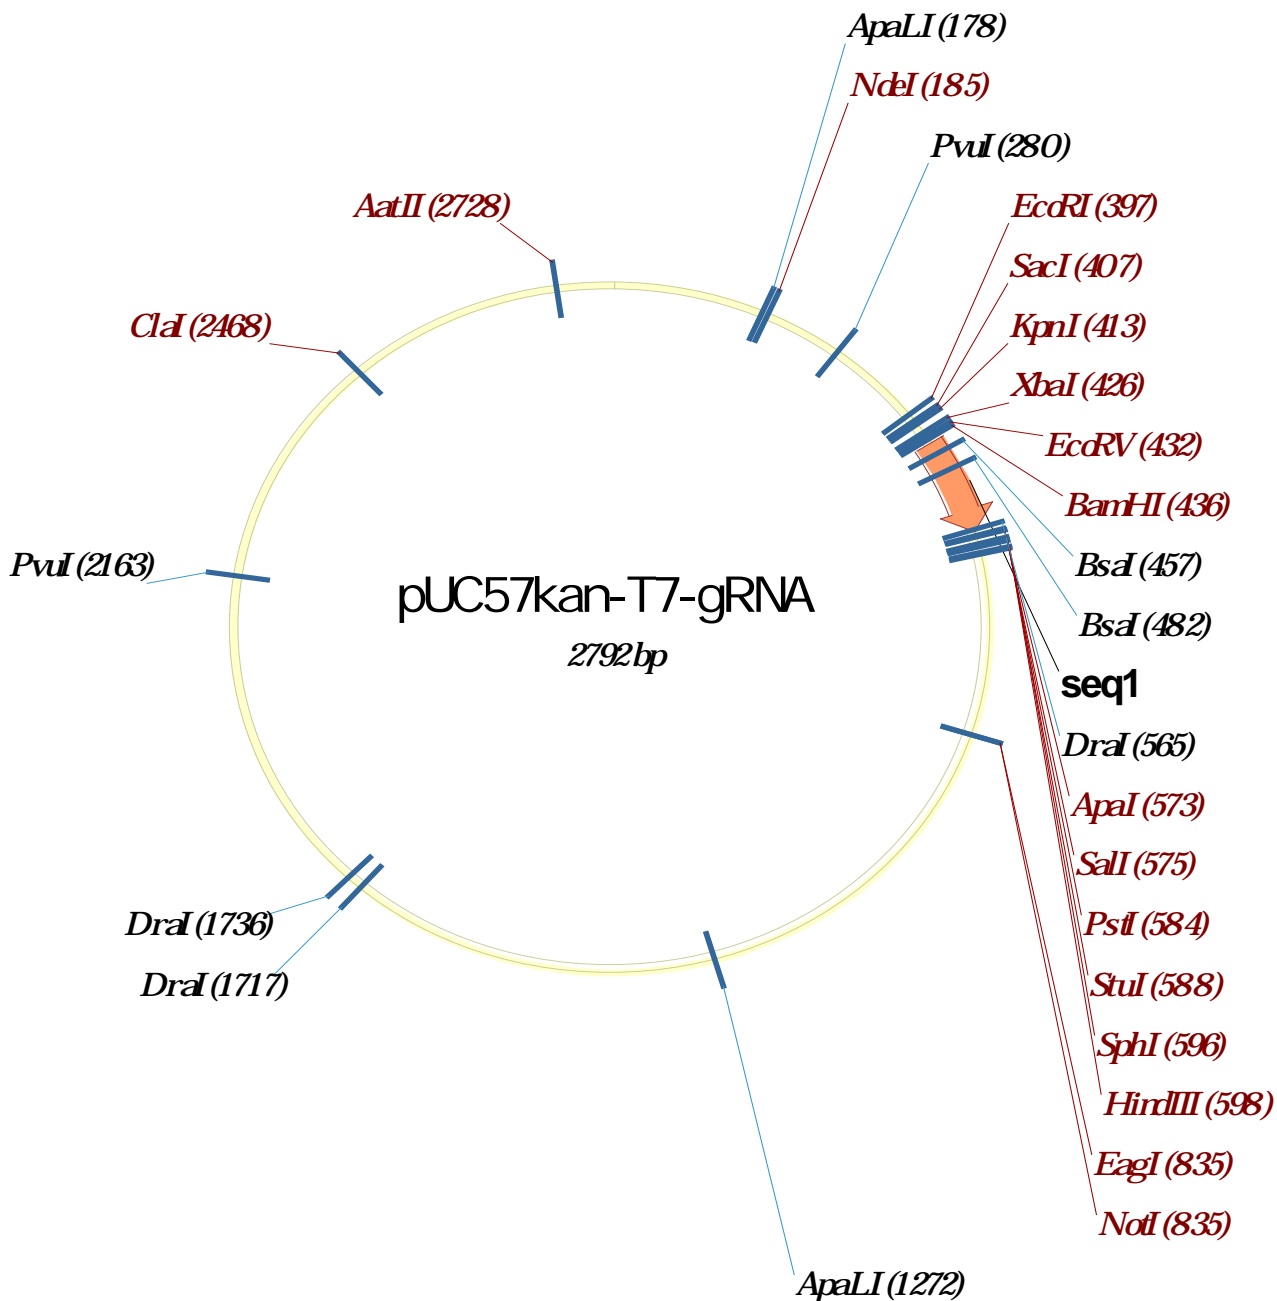 ApaLI (178)
NdeI (185)
PvuI (280)
AatII (2728)
EcoRI (397)
SacI (407)
ClaI (2468)
KpnI (413)
XbaI (426)
EcoRV (432)
BamHI (436)
PvuI (2163)
BsaI (457)
pUC57kan-T7-gRNA
BsaI (482)
2792 bp
seq1
DraI (565)
ApaI (573)
SalI (575)
DraI (1736)
PstI (584)
DraI (1717)
StuI (588)
SphI (596)
HindIII (598)
EagI (835)
NotI (835)
ApaLI (1272)